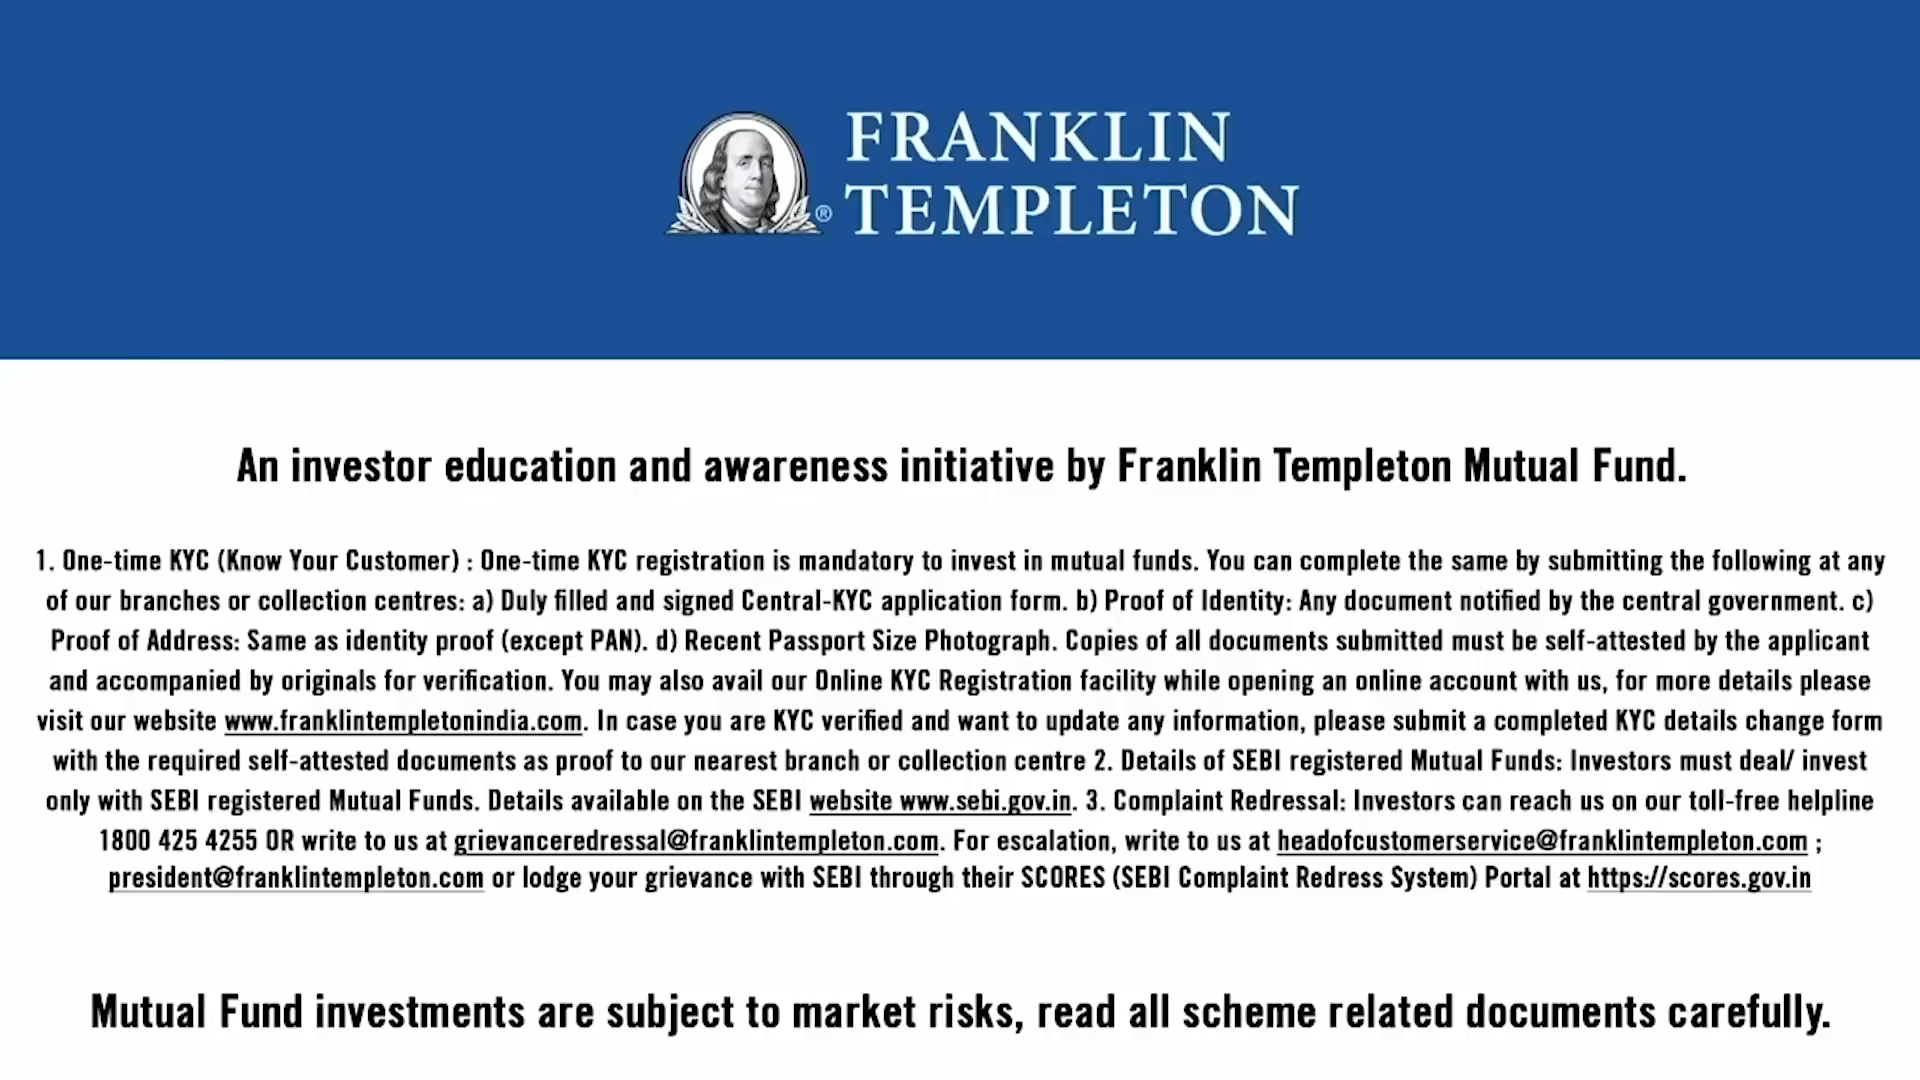 FRANKLIN
® TEMPLETON
An investor education and awareness initiative by Franklin Templeton Mutual Fund.
1. One-time KYC (Know Your Customer) : One-time KYC registration is mandatory to invest in mutual funds. You can complete the same by submitting the following at any
of our branches or collection centres: a) Duly filled and signed Central-KYC application form. b) Proof of Identity: Any document notified by the central government. c)
Proof of Address: Same as identity proof (except PAN). d) Recent Passport Size Photograph. Copies of all documents submitted must be self-attested by the applicant
and accompanied by originals for verification. You may also avail our Online KYC Registration facility while opening an online account with us, for more details please
visit our website www.franklintempletonindia.com. In case you are KYC verified and want to update any information, please submit a completed KYC details change form
with the required self-attested documents as proof to our nearest branch or collection centre 2. Details of SEBI registered Mutual Funds: Investors must deal/ invest
only with SEBI registered Mutual Funds. Details available on the SEBI website www.sebi.gov.in. 3. Complaint Redressal: Investors can reach us on our toll-free helpline
1800 425 4255 OR write to us at grievanceredressal@franklintempleton.com. For escalation, write to us at headofcustomerservice@franklintempleton.com ;
president@franklintempleton.com or lodge your grievance with SEBI through their SCORES (SEBI Complaint Redress System) Portal at https://scores.gov.in
Mutual Fund investments are subject to market risks, read all scheme related documents carefully.